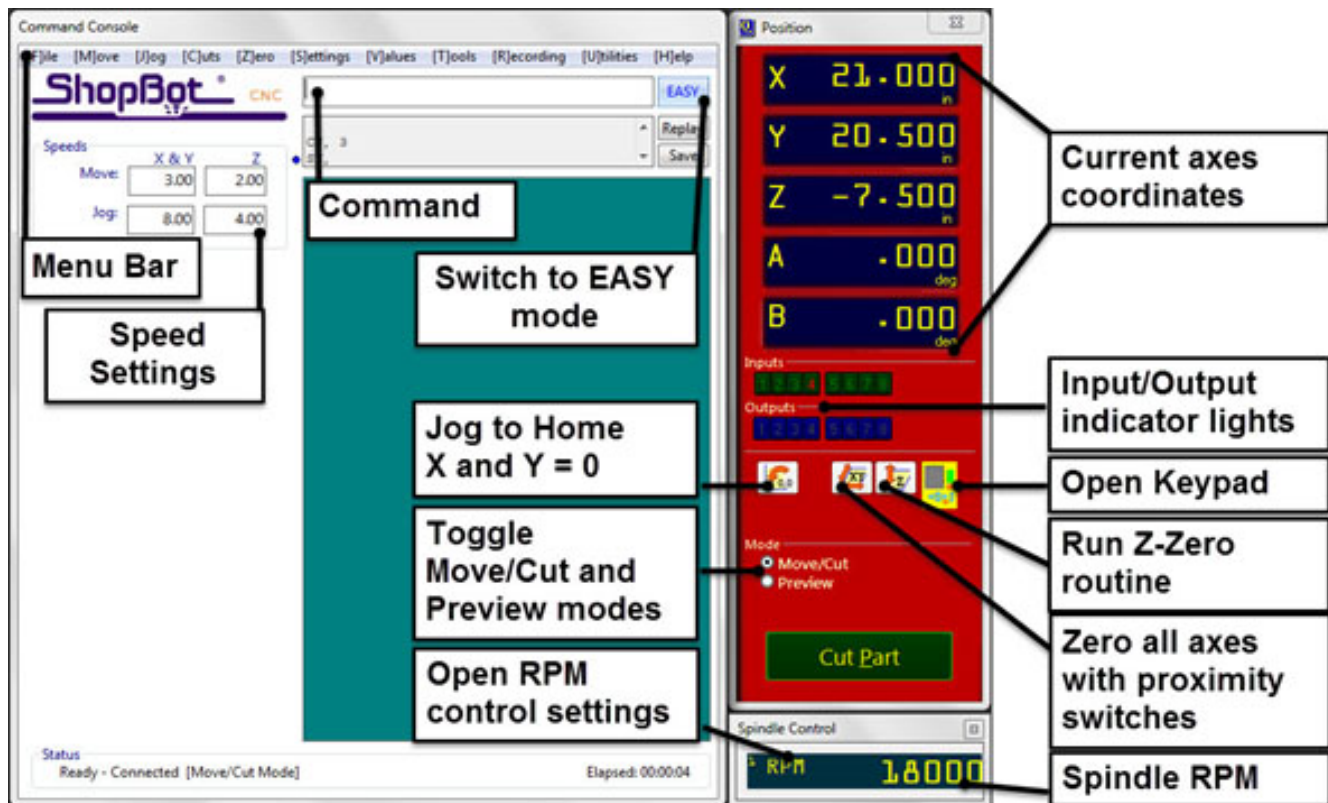 Command Console
[M]ove [J]og [C]uts [Z]ero [S]ettings [V]alues [T]ools [R]ecording [U]tilities [H]elp
ShopBot CNC
EASY
Replay
Save
, 3
Speeds
X & Y Z
Move: 3.00 2.00
Jog: 8.00 4.00
Menu Bar
Speed
Settings
Command
Switch to EASY
mode
Jog to Home
X and Y = 0
Toggle
Move/Cut and
Preview modes
Open RPM
control settings
Status
Ready - Connected [Move/Cut Mode]
Elapsed: 00:00:04
Position
X 21.000
in
Y 20.500
in
Z -7.500
in
A .000
deg
B .000
deg
Inputs
1 2 3 4 5 6 7 8
Outputs
1 2 3 4 5 6 7 8
0,0
XY
Z
Mode
Move/Cut
Preview
Cut Part
Spindle Control
RPM 18000
Current axes
coordinates
Input/Output
indicator lights
Open Keypad
Run Z-Zero
routine
Zero all axes
with proximity
switches
Spindle RPM